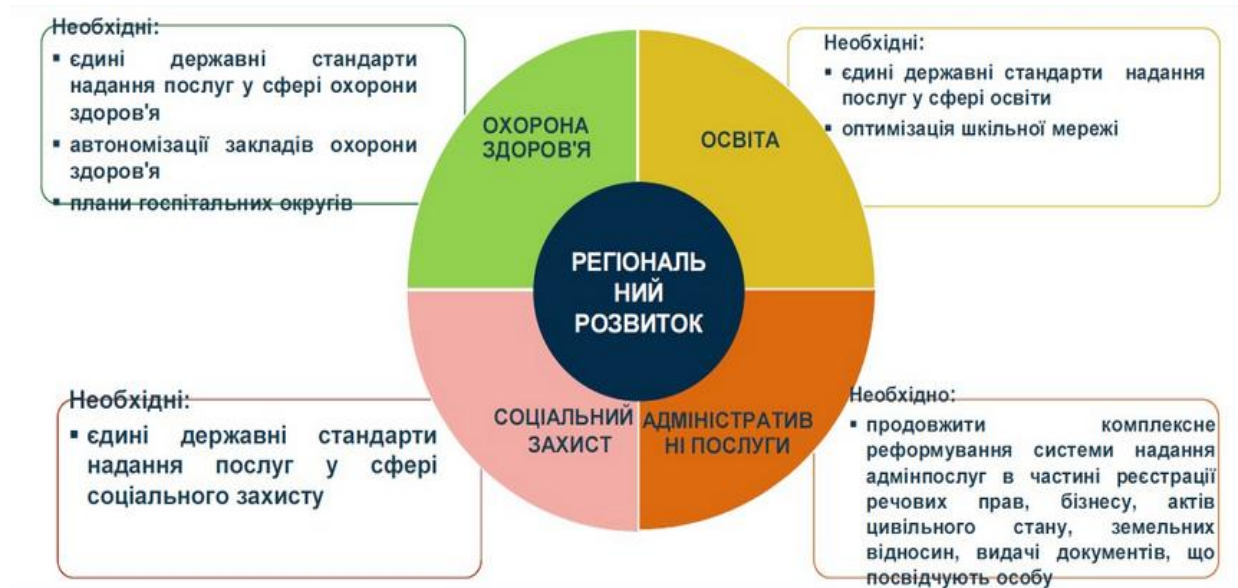 Необхідні:
▪ єдині державні стандарти
надання послуг у сфері охорони
здоров'я
▪ автономізації закладів охорони
здоров'я
▪ плани госпітальних округів
ОХОРОНА
ЗДОРОВ'Я
ОСВІТА
Необхідні:
▪ єдині державні стандарти надання
послуг у сфері освіти
▪ оптимізація шкільної мережі
РЕГІОНАЛЬ
НИЙ
РОЗВИТОК
Необхідні:
▪ єдині державні стандарти
надання послуг у сфері
соціального захисту
СОЦІАЛЬНИЙ
ЗАХИСТ
АДМІНІСТРАТИВ
НІ ПОСЛУГИ
Необхідно:
▪ продовжити комплексне
реформування системи надання
адмінпослуг в частині реєстрації
речових прав, бізнесу, актів
цивільного стану, земельних
відносин, видачі документів, що
посвідчують особу